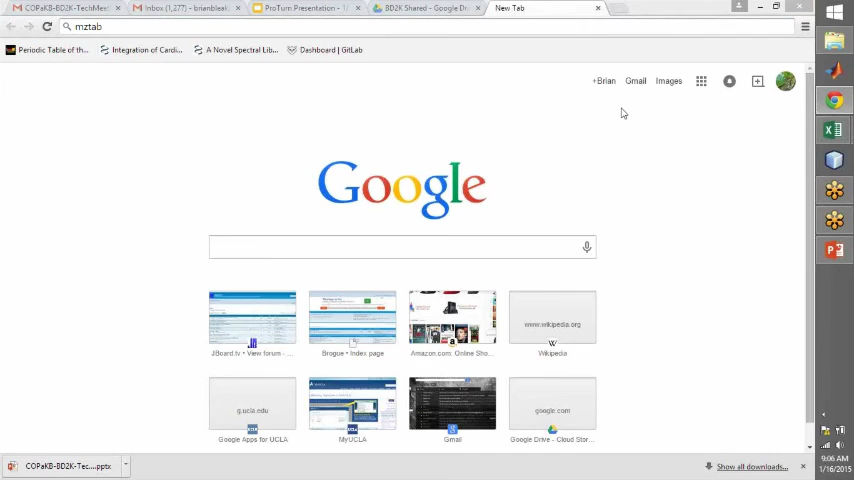 COPaKB-BD2K-TechMeet
Inbox (1,277) - brianbleak
ProTurn Presentation - 1/
BD2K Shared - Google Dri
New Tab
mztab
Periodic Table of th...
Integration of Cardi...
A Novel Spectral Lib...
Dashboard | GitLab
+Brian Gmail Images
Google
JBoard.tv • View forum - ...
Brogue • Index page
Amazon.com: Online Sho...
www.wikipedia.org
Wikipedia
g.ucla.edu
Google Apps for UCLA
MyUCLA
Gmail
google.com
Google Drive - Cloud Stor...
COPaKB-BD2K-Tec....pptx
Show all downloads...
9:06 AM
1/16/2015